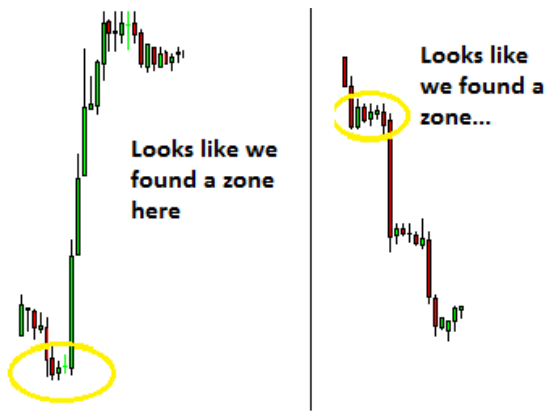 Looks like we
found a zone
here
Looks like
we found a
zone...